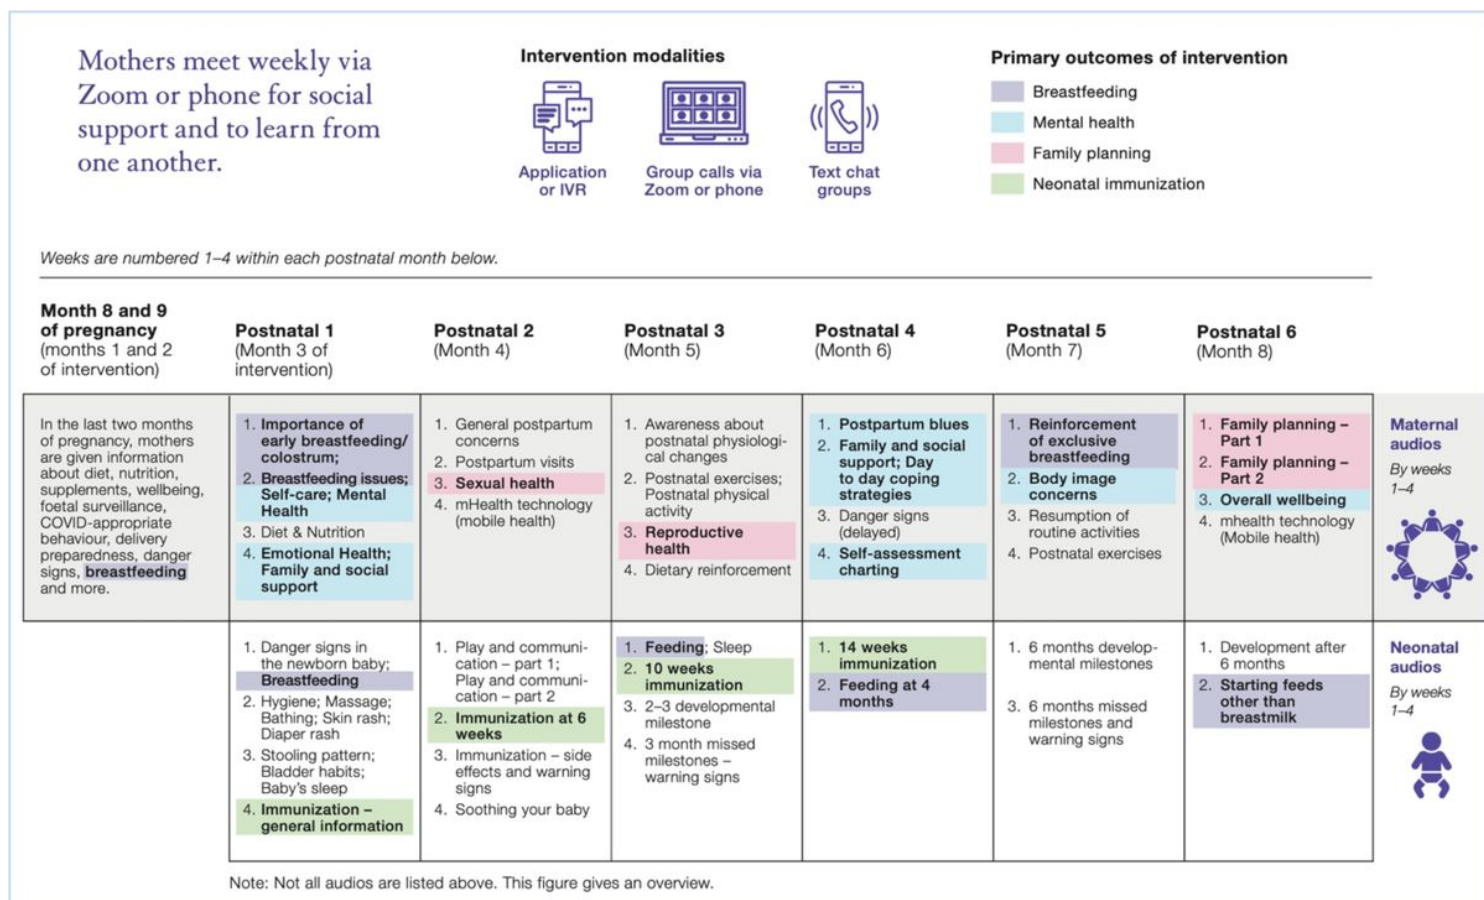 Mothers meet weekly via
Zoom or phone for social
support and to learn from
one another.
Intervention modalities
Application
or IVR
Group calls via
Zoom or phone
Text chat
groups
Primary outcomes of intervention
Breastfeeding
Mental health
Family planning
Neonatal immunization
Weeks are numbered 1–4 within each postnatal month below.
Month 8 and 9
of pregnancy
(months 1 and 2
of intervention)
Postnatal 1
(Month 3 of
intervention)
Postnatal 2
(Month 4)
Postnatal 3
(Month 5)
Postnatal 4
(Month 6)
Postnatal 5
(Month 7)
Postnatal 6
(Month 8)
In the last two months
of pregnancy, mothers
are given information
about diet, nutrition,
supplements, wellbeing,
foetal surveillance,
COVID-appropriate
behaviour, delivery
preparedness, danger
signs, breastfeeding
and more.
1. Importance of
early breastfeeding/
colostrum;
2. Breastfeeding issues;
Self-care; Mental
Health
3. Diet & Nutrition
4. Emotional Health;
Family and social
support
1. General postpartum
concerns
2. Postpartum visits
3. Sexual health
4. mHealth technology
(mobile health)
1. Awareness about
postnatal physiologi-
cal changes
2. Postnatal exercises;
Postnatal physical
activity
3. Reproductive
health
4. Dietary reinforcement
1. Postpartum blues
2. Family and social
support; Day
to day coping
strategies
3. Danger signs
(delayed)
4. Self-assessment
charting
1. Reinforcement
of exclusive
breastfeeding
2. Body image
concerns
3. Resumption of
routine activities
4. Postnatal exercises
1. Family planning –
Part 1
2. Family planning –
Part 2
3. Overall wellbeing
4. mhealth technology
(Mobile health)
Maternal
audios
By weeks
1–4
1. Danger signs in
the newborn baby;
Breastfeeding
2. Hygiene; Massage;
Bathing; Skin rash;
Diaper rash
3. Stooling pattern;
Bladder habits;
Baby's sleep
4. Immunization –
general information
1. Play and communi-
cation – part 1;
Play and communi-
cation – part 2
2. Immunization at 6
weeks
3. Immunization – side
effects and warning
signs
4. Soothing your baby
1. Feeding; Sleep
2. 10 weeks
immunization
3. 2–3 developmental
milestone
4. 3 month missed
milestones –
warning signs
1. 14 weeks
immunization
2. Feeding at 4
months
1. 6 months develop-
mental milestones
3. 6 months missed
milestones and
warning signs
1. Development after
6 months
2. Starting feeds
other than
breastmilk
Neonatal
audios
By weeks
1–4
Note: Not all audios are listed above. This figure gives an overview.